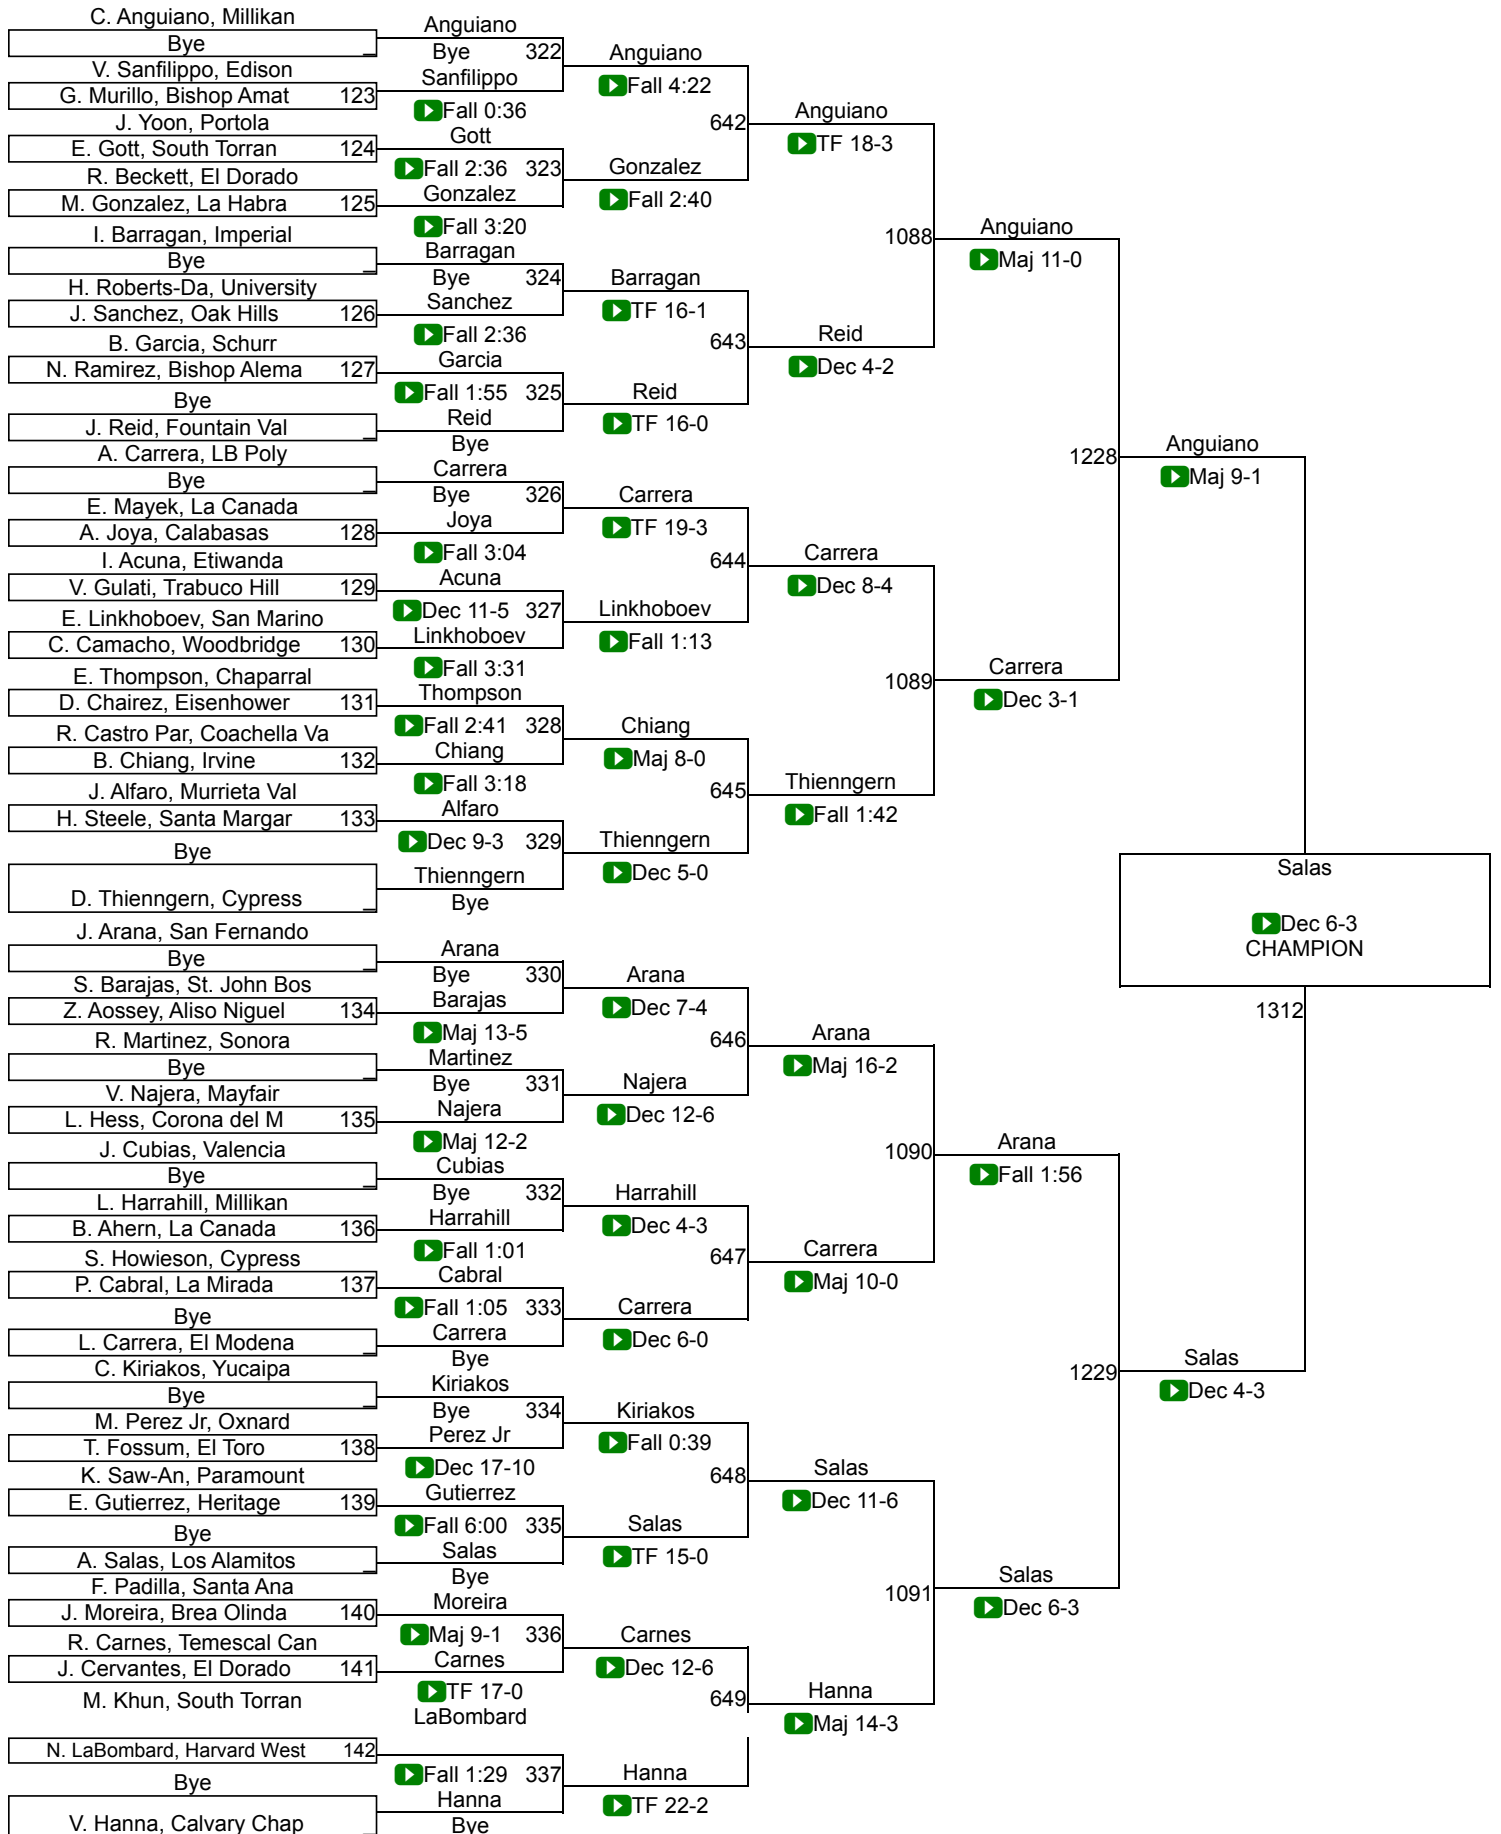 C. Anguiano, Millikan
Bye _
V. Sanfilippo, Edison
G. Murillo, Bishop Amat 123
J. Yoon, Portola
E. Gott, South Torran 124
R. Beckett, El Dorado
M. Gonzalez, La Habra 125
I. Barragan, Imperial
Bye _
H. Roberts-Da, University
J. Sanchez, Oak Hills 126
B. Garcia, Schurr
N. Ramirez, Bishop Alema 127
Bye
J. Reid, Fountain Val _
A. Carrera, LB Poly
Bye _
E. Mayek, La Canada
A. Joya, Calabasas 128
I. Acuna, Etiwanda
V. Gulati, Trabuco Hill 129
E. Linkhoboev, San Marino
C. Camacho, Woodbridge 130
E. Thompson, Chaparral
D. Chairez, Eisenhower 131
R. Castro Par, Coachella Va
B. Chiang, Irvine 132
J. Alfaro, Murrieta Val
H. Steele, Santa Margar 133
Bye
D. Thienngern, Cypress _
J. Arana, San Fernando
Bye _
S. Barajas, St. John Bos
Z. Aossey, Aliso Niguel 134
R. Martinez, Sonora
Bye _
V. Najera, Mayfair
L. Hess, Corona del M 135
J. Cubias, Valencia
Bye _
L. Harrahill, Millikan
B. Ahern, La Canada 136
S. Howieson, Cypress
P. Cabral, La Mirada 137
Bye
L. Carrera, El Modena _
C. Kiriakos, Yucaipa
Bye _
M. Perez Jr, Oxnard
T. Fossum, El Toro 138
K. Saw-An, Paramount
E. Gutierrez, Heritage 139
Bye
A. Salas, Los Alamitos _
F. Padilla, Santa Ana
J. Moreira, Brea Olinda 140
R. Carnes, Temescal Can
J. Cervantes, El Dorado 141
M. Khun, South Torran
N. LaBombard, Harvard West 142
Bye
V. Hanna, Calvary Chap _
Anguiano
Bye 322
Sanfilippo
Fall 0:36
Gott
Fall 2:36 323
Gonzalez
Fall 3:20
Barragan
Bye 324
Sanchez
Fall 2:36
Garcia
Fall 1:55 325
Reid
Bye
Carrera
Bye 326
Joya
Fall 3:04
Acuna
Dec 11-5 327
Linkhoboev
Fall 3:31
Thompson
Fall 2:41 328
Chiang
Fall 3:18
Alfaro
Dec 9-3 329
Thienngern
Bye
Arana
Bye 330
Barajas
Maj 13-5
Martinez
Bye 331
Najera
Maj 12-2
Cubias
Bye 332
Harrahill
Fall 1:01
Cabral
Fall 1:05 333
Carrera
Bye
Kiriakos
Bye 334
Perez Jr
Dec 17-10
Gutierrez
Fall 6:00 335
Salas
Bye
Moreira
Maj 9-1 336
Carnes
TF 17-0
LaBombard
Fall 1:29 337
Hanna
Bye
Anguiano
Fall 4:22
642
Gonzalez
Fall 2:40
Barragan
TF 16-1
643
Reid
TF 16-0
Carrera
TF 19-3
644
Linkhoboev
Fall 1:13
Chiang
Maj 8-0
645
Thienngern
Dec 5-0
Arana
Dec 7-4
646
Najera
Dec 12-6
Harrahill
Dec 4-3
647
Carrera
Dec 6-0
Kiriakos
Fall 0:39
648
Salas
TF 15-0
Carnes
Dec 12-6
649
Hanna
TF 22-2
Anguiano
TF 18-3
1088
Reid
Dec 4-2
Carrera
Dec 8-4
1089
Thienngern
Fall 1:42
Arana
Maj 16-2
1090
Carrera
Maj 10-0
Salas
Dec 11-6
1091
Hanna
Maj 14-3
Anguiano
Maj 11-0
1228
Carrera
Dec 3-1
Arana
Fall 1:56
1229
Salas
Dec 6-3
Anguiano
Maj 9-1
Salas
Dec 4-3
Salas
Dec 6-3
CHAMPION
1312